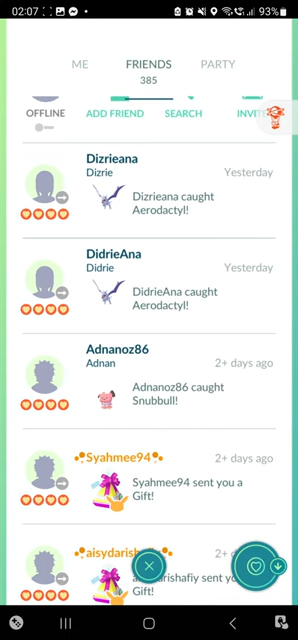 02:07
93%
ME FRIENDS PARTY
385
OFFLINE ADD FRIEND SEARCH INVITE
Dizrieana
Dizrie Yesterday
Dizrieana caught
Aerodactyl!
DidrieAna
Didrie Yesterday
DidrieAna caught
Aerodactyl!
Adnanoz86
Adnan 2+ days ago
Adnanoz86 caught
Snubbull!
Syahmee94 2+ days ago
Syahmee94 sent you a
Gift!
sent you
Gift!